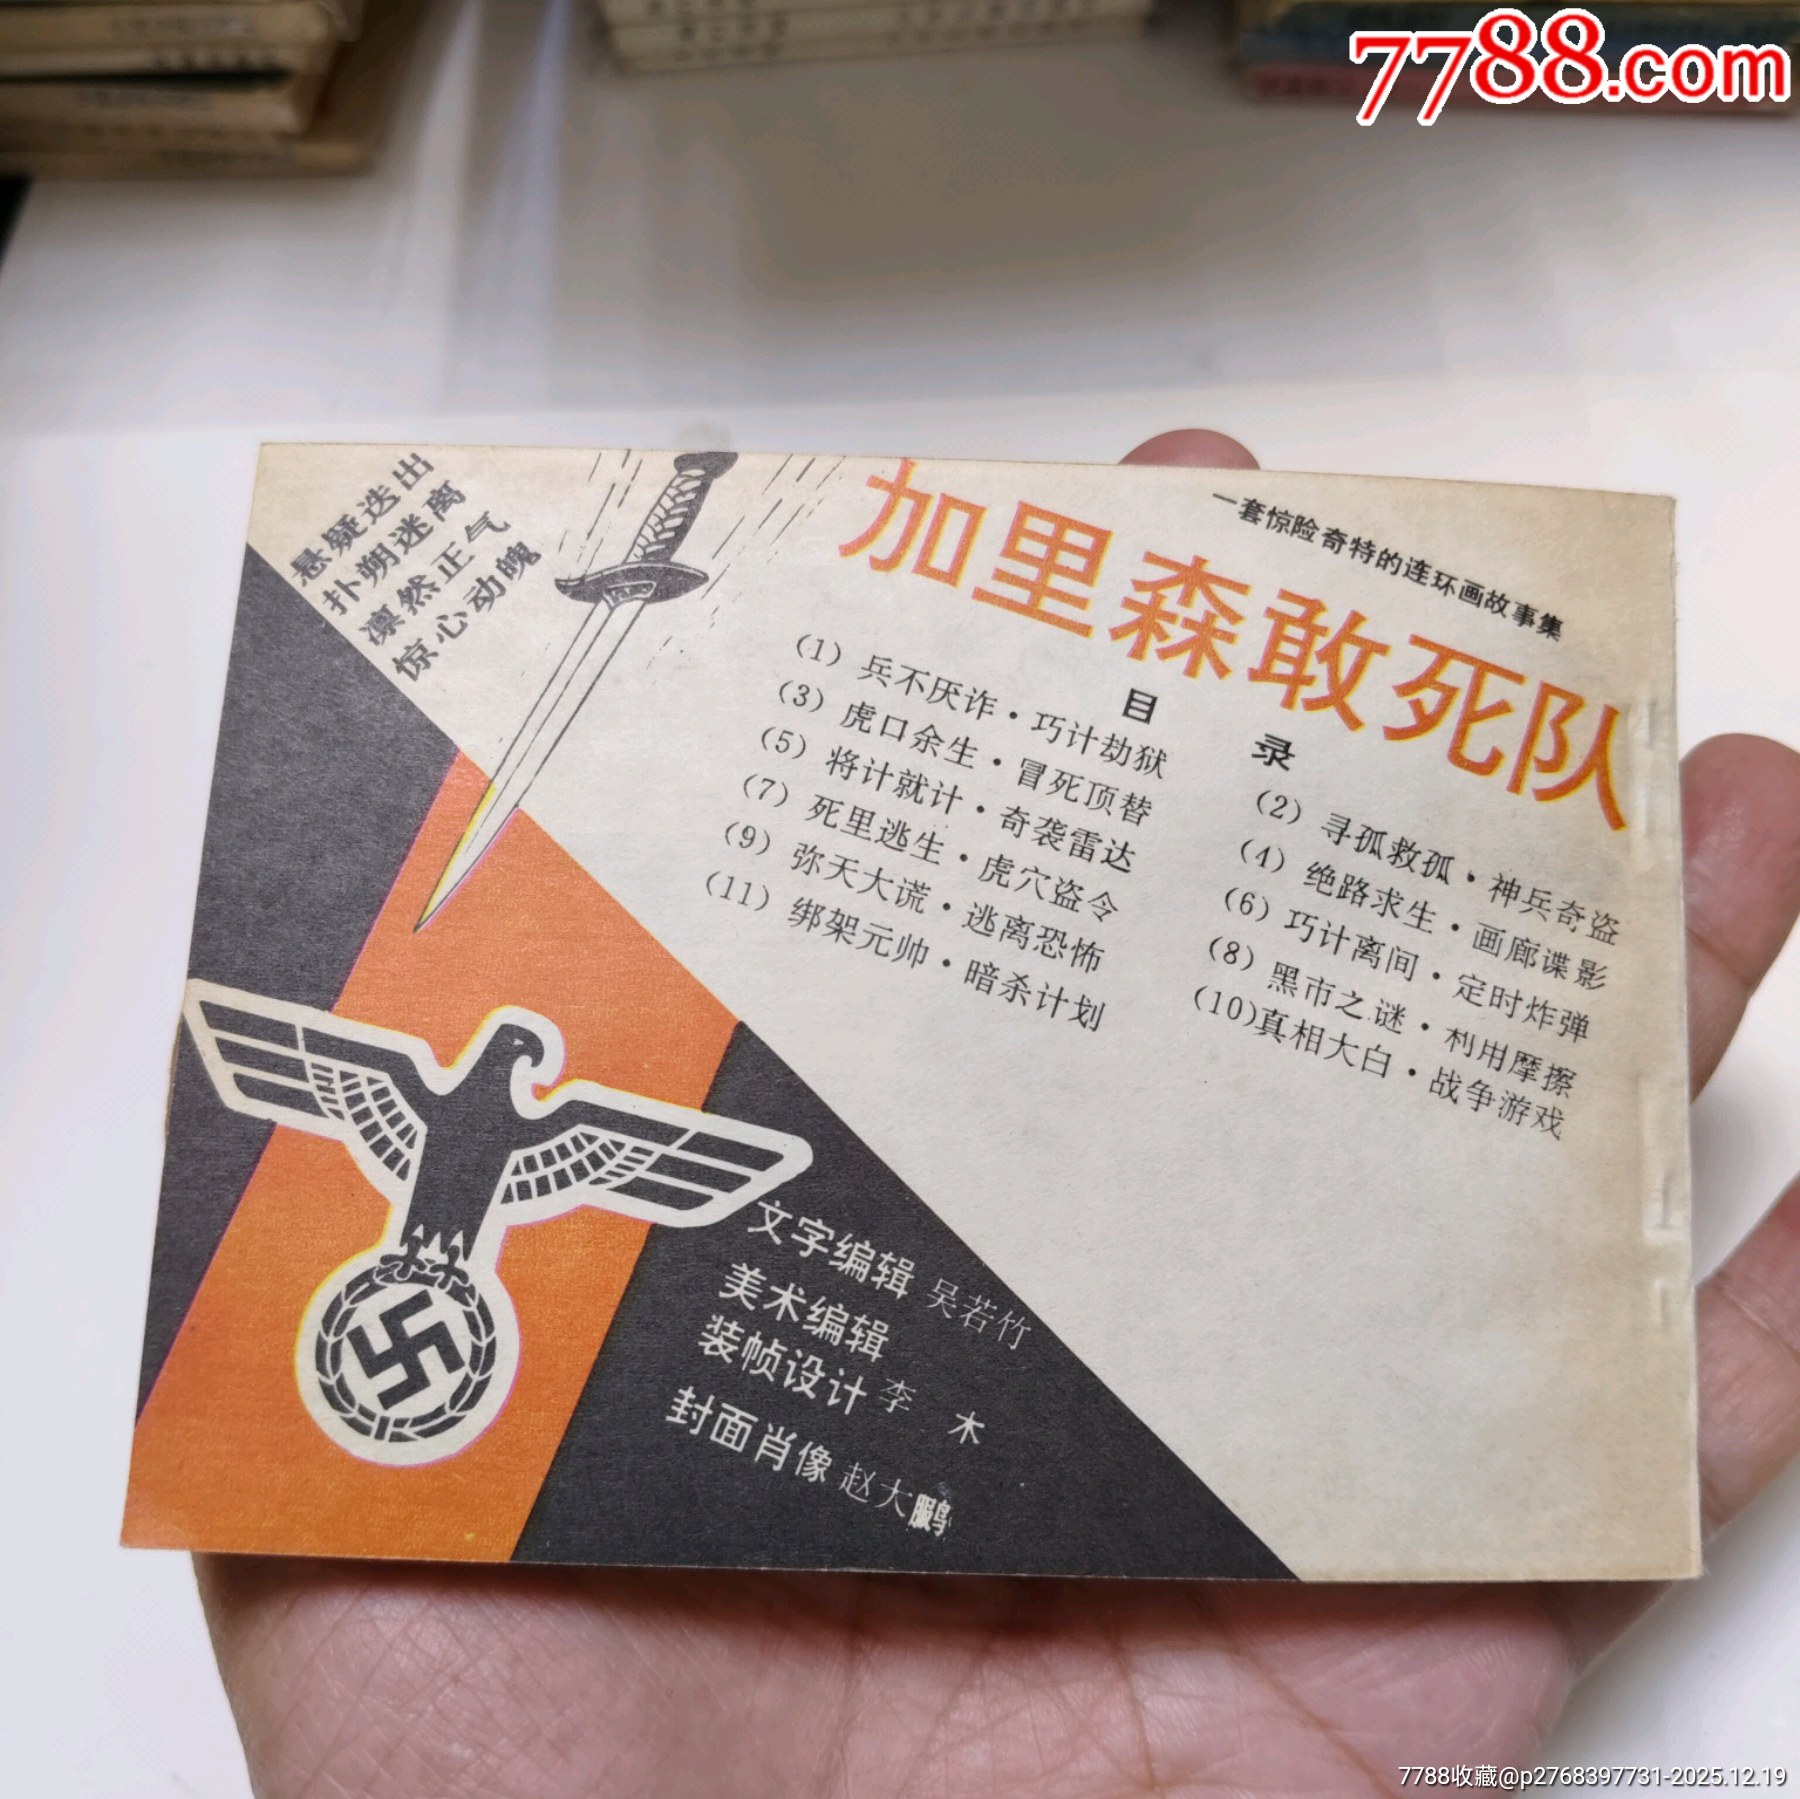 7788.com
悬疑迭出
扑朔迷离
凛然正气
惊心动魄
一套惊险奇特的连环画故事集
加里森敢死队
目 录
(1) 兵不厌诈·巧计劫狱
(2) 寻孤救孤·神兵奇盗
(3) 虎口余生·冒死顶替
(4) 绝路求生·画廊谍影
(5) 将计就计·奇袭雷达
(6) 巧计离间·定时炸弹
(7) 死里逃生·虎穴盗令
(8) 黑市之谜·利用摩擦
(9) 弥天大谎·逃离恐怖
(10)真相大白·战争游戏
(11) 绑架元帅·暗杀计划
文字编辑 吴若竹
美术编辑
装帧设计 李 木
封面肖像 赵大鹏
7788收藏@p2768397731-2025.12.19